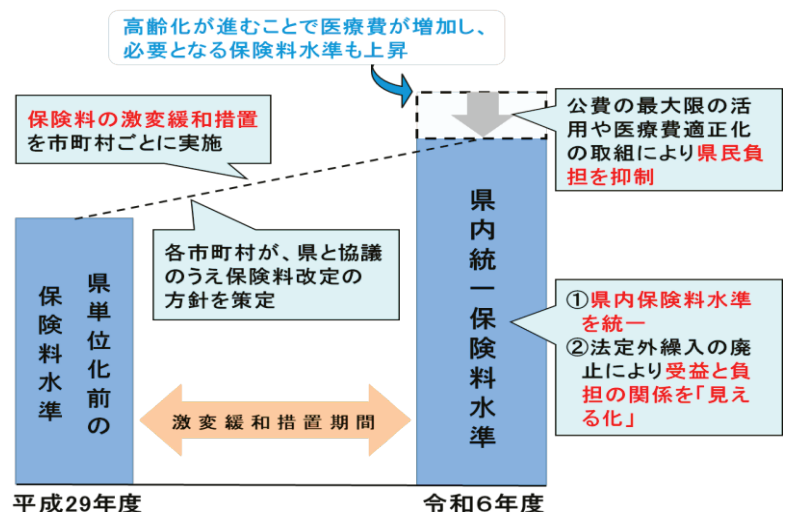 高齢化が進むことで医療費が増加し、
必要となる保険料水準も上昇
保険料の激変緩和措置
を市町村ごとに実施
公費の最大限の活
用や医療費適正化
の取組により県民負
担を抑制
各市町村が、県と協議
のうえ保険料改定の
方針を策定
県単位化前の
保険料水準
県内統一保険料水準
①県内保険料水準
を統一
②法定外繰入の廃
止により受益と負
担の関係を「見え
る化」
激変緩和措置期間
平成29年度
令和6年度